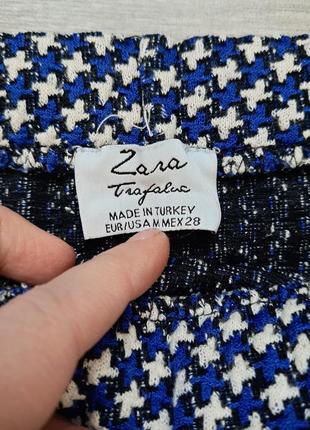 Zara
Trafaluc
MADE IN TURKEY
EUR/USA M MEX 28